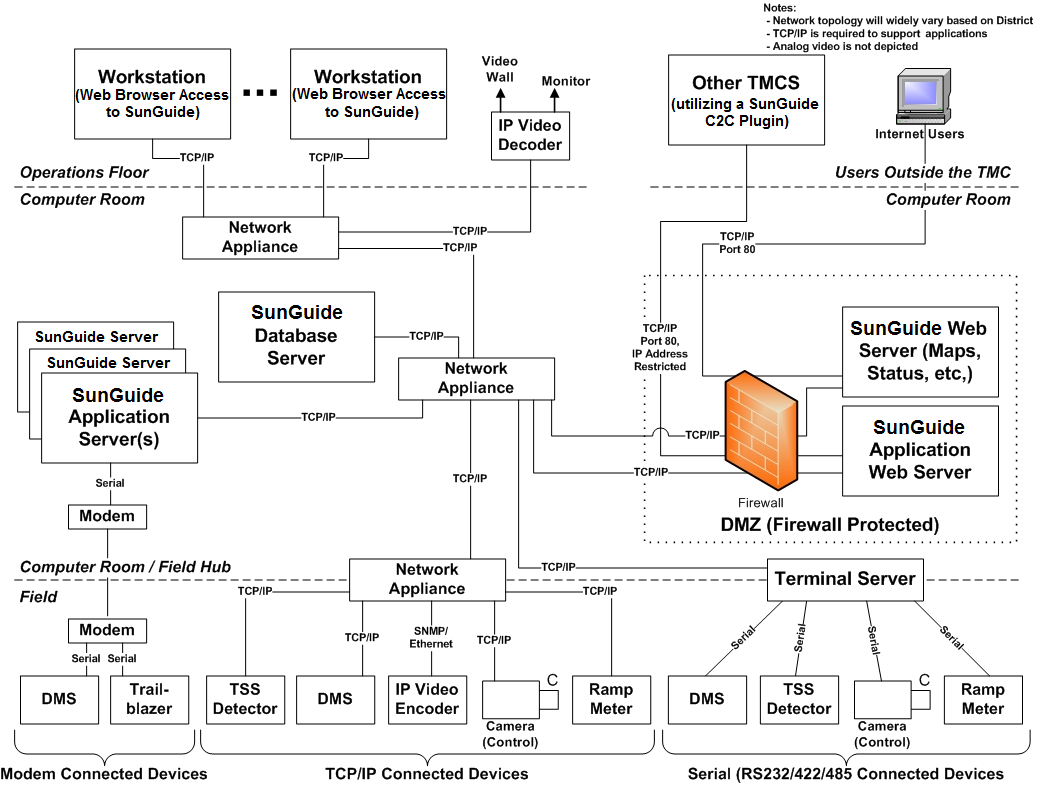 Notes:
- Network topology will widely vary based on District
- TCP/IP is required to support applications
- Analog video is not depicted
Workstation
(Web Browser Access
to SunGuide)
Workstation
(Web Browser Access
to SunGuide)
Video
Wall
Monitor
IP Video
Decoder
Other TMCS
(utilizing a SunGuide
C2C Plugin)
Internet Users
TCP/IP
TCP/IP
Operations Floor
Users Outside the TMC
Computer Room
Computer Room
Network
Appliance
TCP/IP
TCP/IP
TCP/IP
Port 80
SunGuide
Database
Server
TCP/IP
TCP/IP
Port 80,
IP Address
Restricted
SunGuide Web
Server (Maps,
Status, etc,)
SunGuide Server
SunGuide Server
SunGuide
Application
Server(s)
Network
Appliance
TCP/IP
TCP/IP
SunGuide
Application
Web Server
TCP/IP
TCP/IP
Serial
Firewall
DMZ (Firewall Protected)
Modem
Computer Room / Field Hub
Field
Network
Appliance
TCP/IP
Terminal Server
TCP/IP
TCP/IP
Modem
TCP/IP
SNMP/
Ethernet
TCP/IP
Serial
Serial
Serial
Serial
Serial
Serial
DMS
Trail-
blazer
TSS
Detector
DMS
IP Video
Encoder
C
Camera
(Control)
Ramp
Meter
DMS
TSS
Detector
C
Camera
(Control)
Ramp
Meter
Modem Connected Devices
TCP/IP Connected Devices
Serial (RS232/422/485 Connected Devices